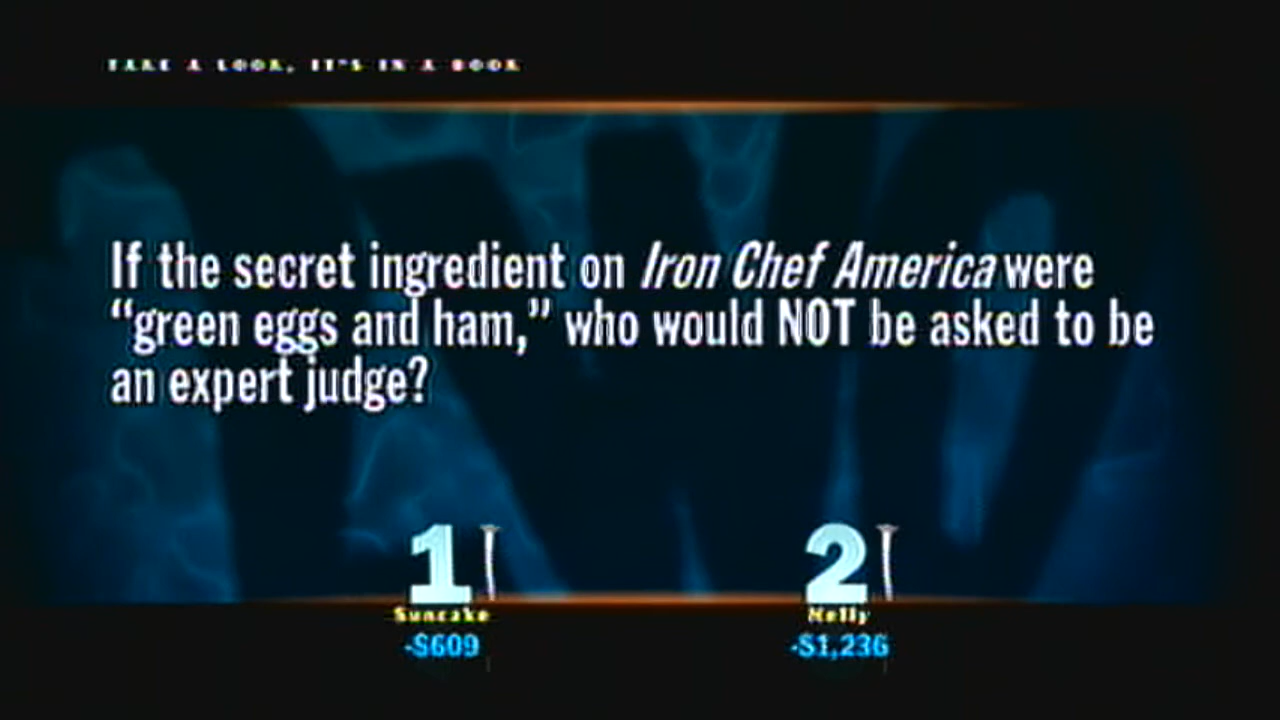 TAKE A LOOK, IT'S IN A BOOK
If the secret ingredient on Iron Chef America were
“green eggs and ham,” who would NOT be asked to be
an expert judge?
1 2
Suncake Nelly
-$609 -$1,236